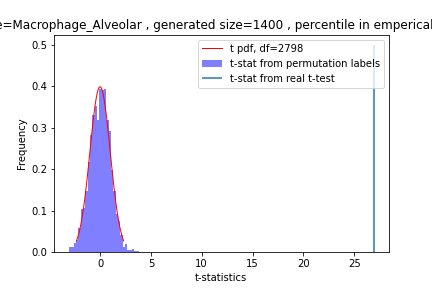 e=Macrophage_Alveolar , generated size=1400 , percentile in emperical
t pdf, df=2798
t-stat from permutation labels
t-stat from real t-test
0.5
0.4
0.3
0.2
0.1
0.0
Frequency
0
5
10
15
20
25
t-statistics